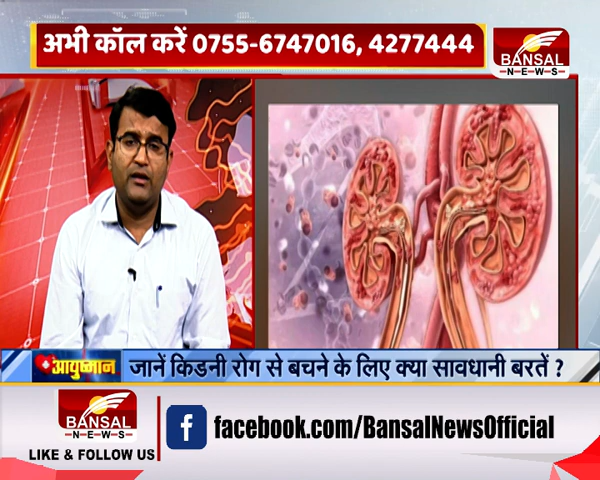 अभी कॉल करें 0755-6747016, 4277444
BANSAL
NEWS
आयुष्मान
जानें किडनी रोग से बचने के लिए क्या सावधानी बरतें ?
BANSAL
NEWS
LIKE & FOLLOW US
f
facebook.com/BansalNewsOfficial